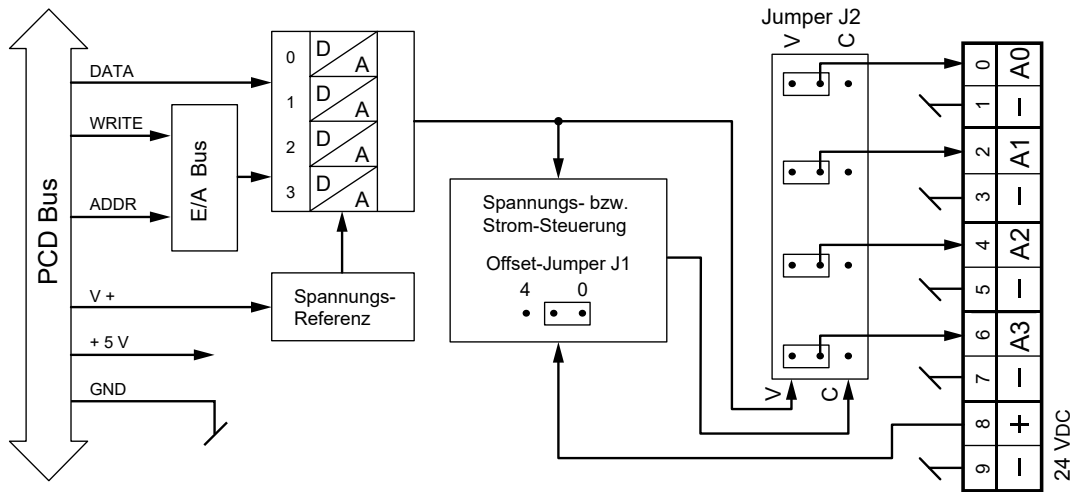 PCD Bus
DATA
WRITE
ADDR
V +
+ 5 V
GND
E/A Bus
0 D A
1 D A
2 D A
3 D A
Spannungs-
Referenz
Spannungs- bzw.
Strom-Steuerung
Offset-Jumper J1
4 0
Jumper J2
V C
V C
0 A0
1 –
2 A1
3 –
4 A2
5 –
6 A3
7 –
8 +
9 –
24 VDC